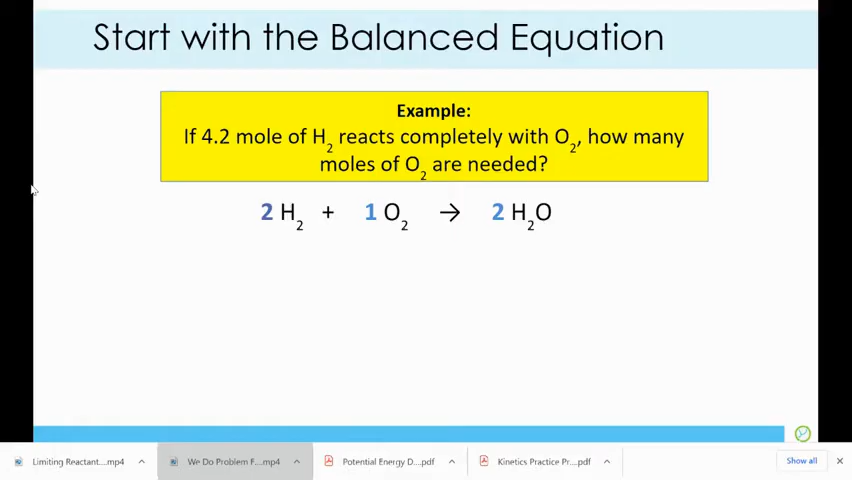 Start with the Balanced Equation
Example:
If 4.2 mole of H₂ reacts completely with O₂, how many
moles of O₂ are needed?
2 H₂ + 1 O₂ → 2 H₂O
Limiting Reactant....mp4
We Do Problem F...mp4
Potential Energy D...pdf
Kinetics Practice Pr...pdf
Show all